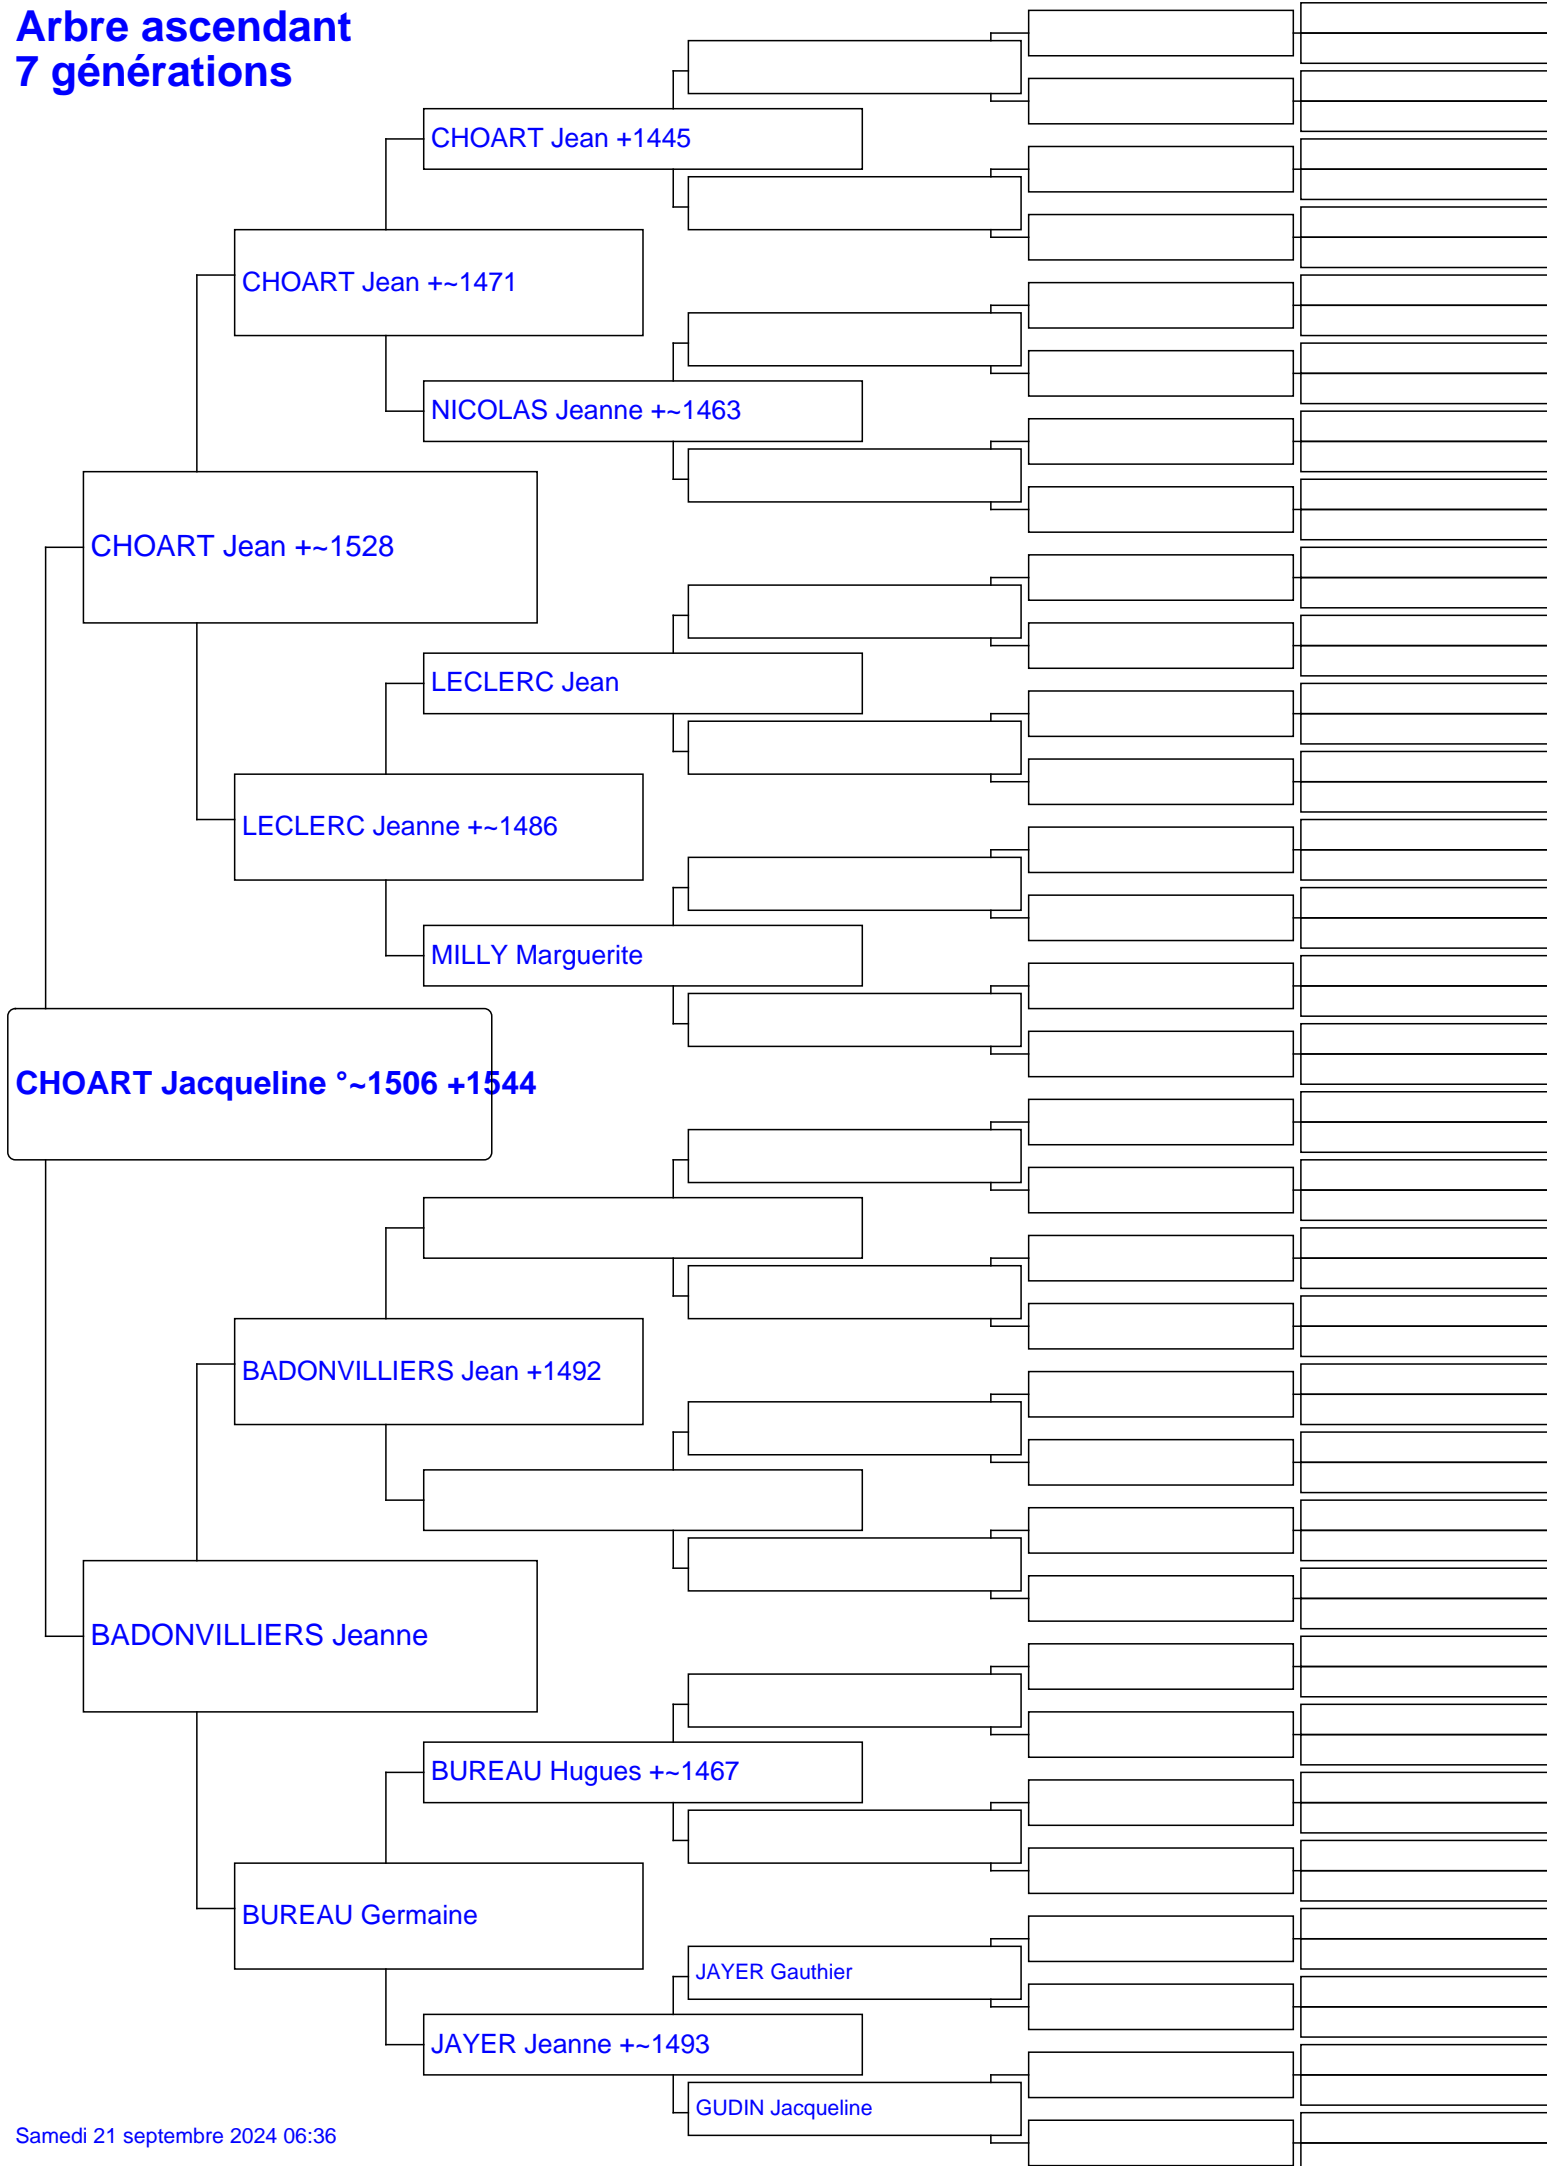 Arbre ascendant
7 générations
CHOART Jean +1445
CHOART Jean +~1471
NICOLAS Jeanne +~1463
CHOART Jean +~1528
LECLERC Jean
LECLERC Jeanne +~1486
MILLY Marguerite
CHOART Jacqueline °~1506 +1544
BADONVILLIERS Jean +1492
BADONVILLIERS Jeanne
BUREAU Hugues +~1467
BUREAU Germaine
JAYER Gauthier
JAYER Jeanne +~1493
GUDIN Jacqueline
Samedi 21 septembre 2024 06:36